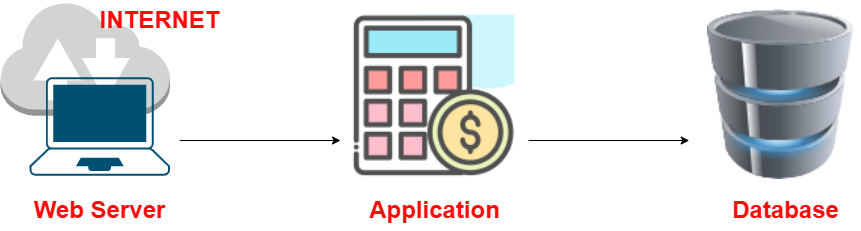 INTERNET
$
Web Server
Application
Database